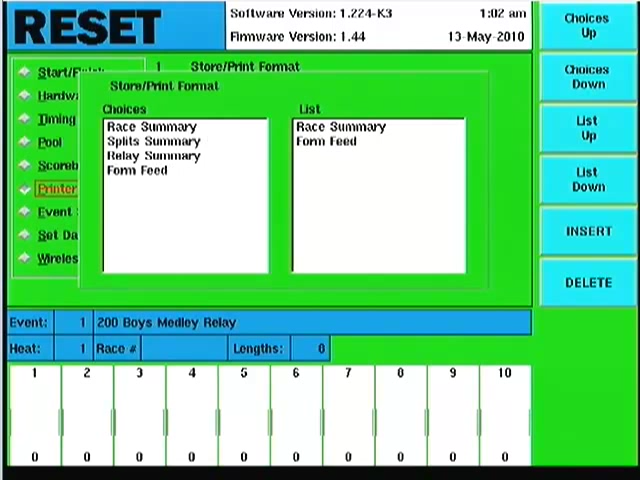 RESET
Software Version: 1.224-K3
1:02 am
Firmware Version: 1.44
13-May-2010
Choices Up
Choices Down
List Up
List Down
INSERT
DELETE
1 Store/Print Format
Store/Print Format
Choices
Race Summary
Splits Summary
Relay Summary
Form Feed
List
Race Summary
Form Feed
Start/
Hardw
Timing
Pool
Scoreb
Printer
Event
Set Da
Wireles
Event: 1 200 Boys Medley Relay
Heat: 1 Race # Lengths: 0
1 2 3 4 5 6 7 8 9 10
0 0 0 0 0 0 0 0 0 0